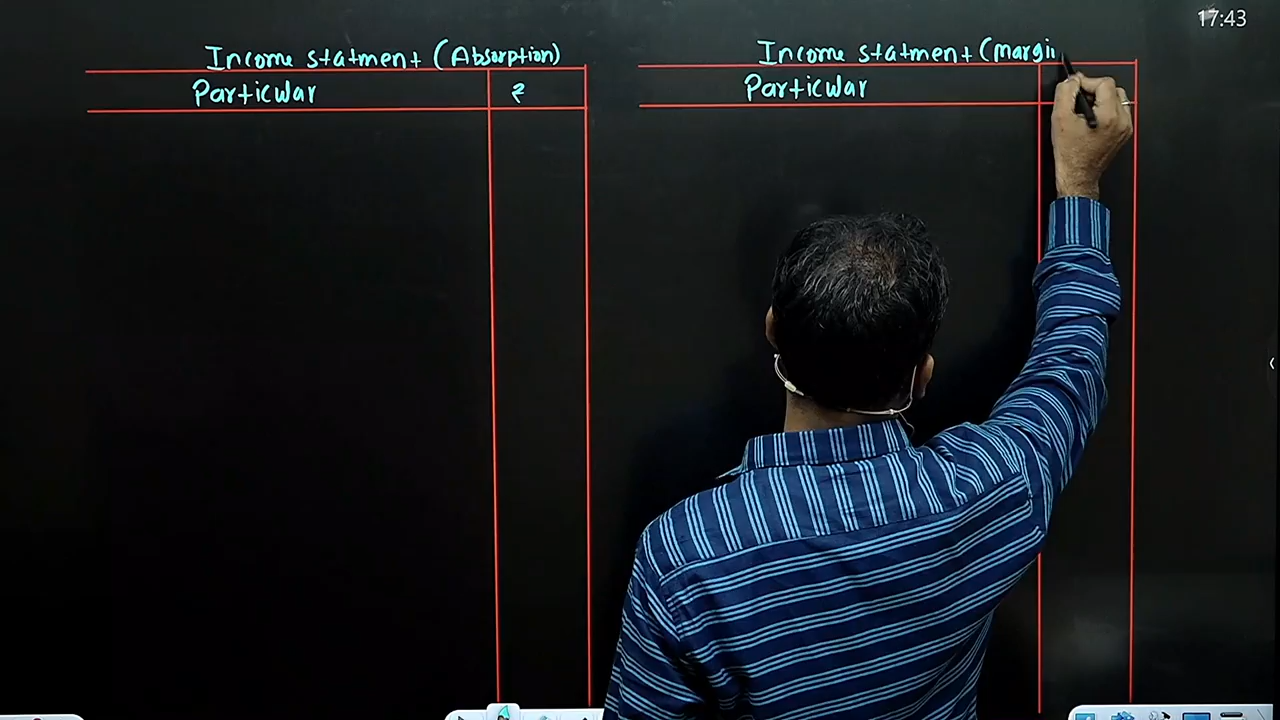 17:43
Income statment (Absorption)
Particular ₹
Income statment (Margi
Particular